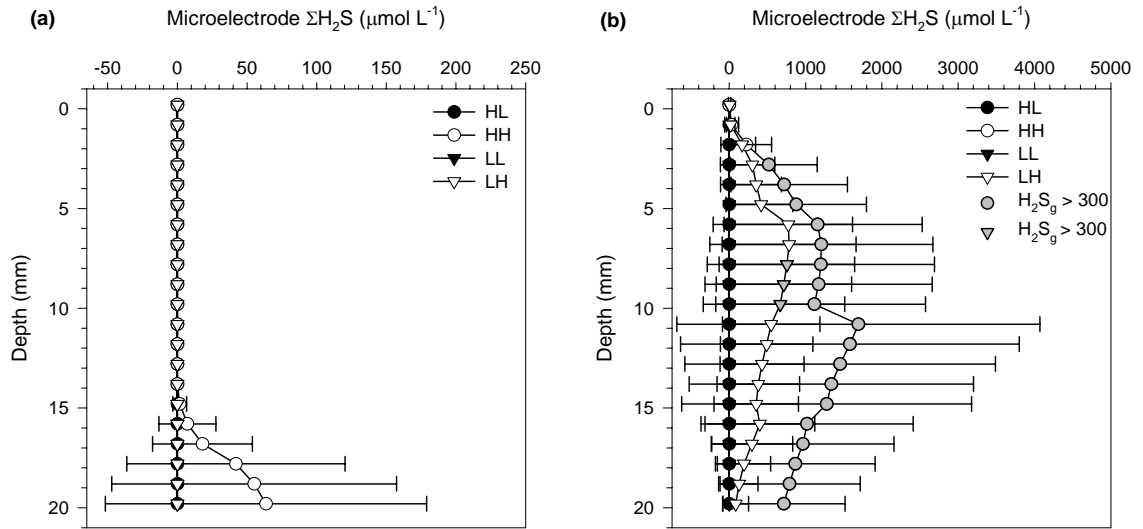 (a)
Microelectrode ΣH₂S (μmol L⁻¹)
-50 0 50 100 150 200 250
Depth (mm)
0
5
10
15
20
HL
HH
LL
LH
(b)
Microelectrode ΣH₂S (μmol L⁻¹)
0 1000 2000 3000 4000 5000
Depth (mm)
0
5
10
15
20
HL
HH
LL
LH
H₂S_g > 300
H₂S_g > 300